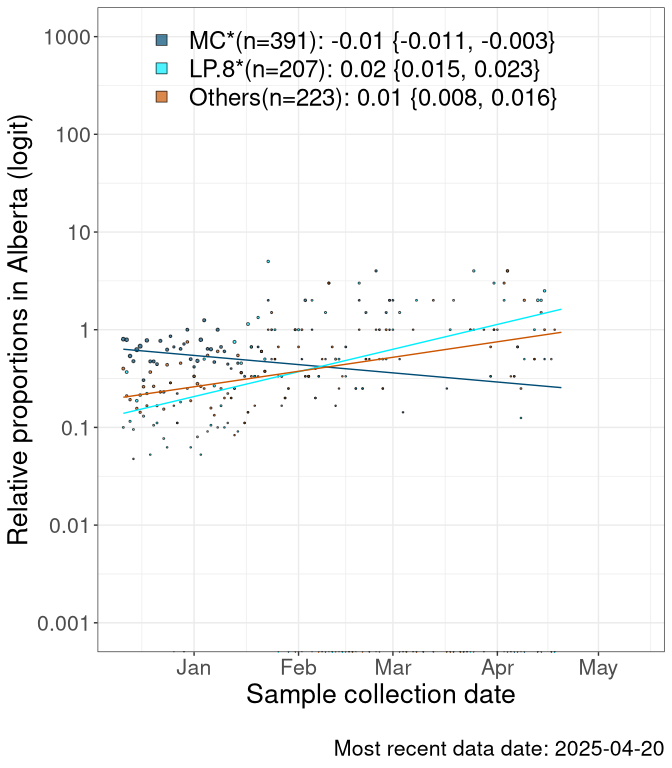 MC*(n=391): -0.01 {-0.011, -0.003}
LP.8*(n=207): 0.02 {0.015, 0.023}
Others(n=223): 0.01 {0.008, 0.016}
Relative proportions in Alberta (logit)
1000
100
10
1
0.1
0.01
0.001
Jan Feb Mar Apr May
Sample collection date
Most recent data date: 2025-04-20